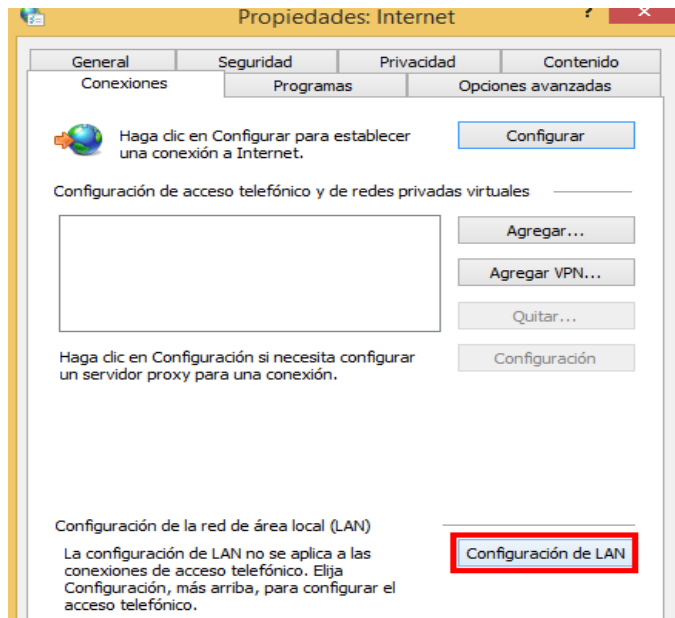 Propiedades: Internet
? ×
General Seguridad Privacidad Contenido
Conexiones Programas Opciones avanzadas
Haga clic en Configurar para establecer
una conexión a Internet.
Configurar
Configuración de acceso telefónico y de redes privadas virtuales
Agregar...
Agregar VPN...
Quitar...
Haga clic en Configuración si necesita configurar
un servidor proxy para una conexión.
Configuración
Configuración de la red de área local (LAN)
La configuración de LAN no se aplica a las
conexiones de acceso telefónico. Elija
Configuración, más arriba, para configurar el
acceso telefónico.
Configuración de LAN